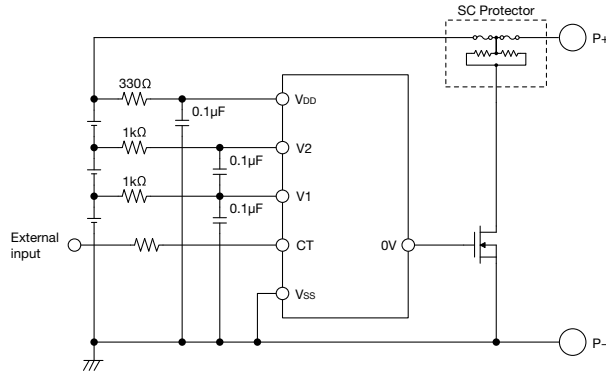 SC Protector
P+
330Ω
VDD
0.1µF
1kΩ
V2
0.1µF
1kΩ
V1
0.1µF
External
input
CT
0V
VSS
P–